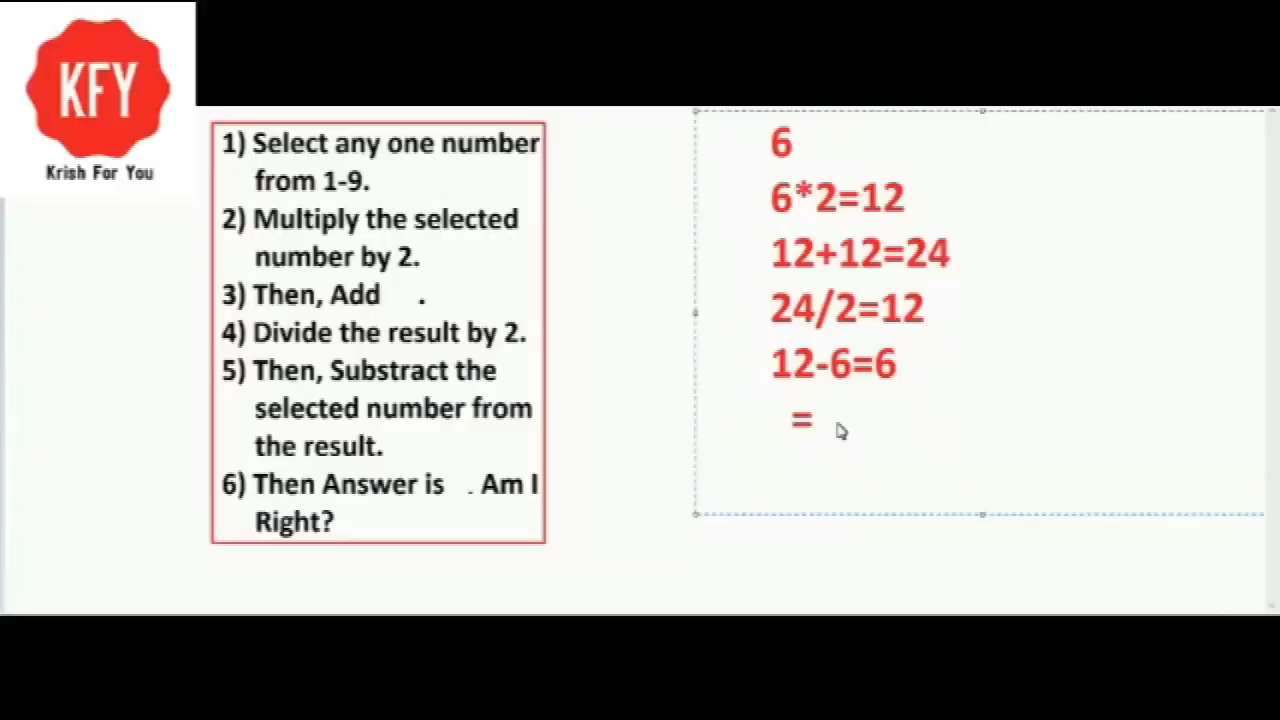 KFY
Krish For You
1) Select any one number
from 1-9.
2) Multiply the selected
number by 2.
3) Then, Add .
4) Divide the result by 2.
5) Then, Substract the
selected number from
the result.
6) Then Answer is . Am I
Right?
6
6*2=12
12+12=24
24/2=12
12-6=6
=